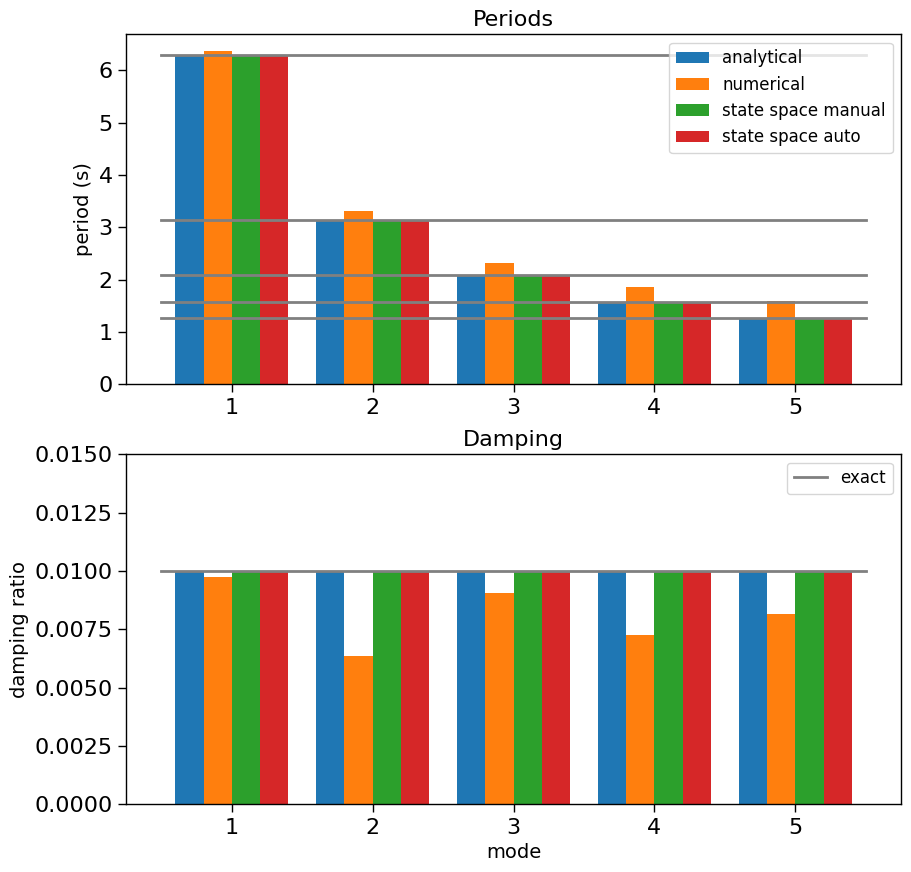 Periods
period (s)
6
5
4
3
2
1
0
analytical
numerical
state space manual
state space auto
1 2 3 4 5
Damping
damping ratio
0.0150
0.0125
0.0100
0.0075
0.0050
0.0025
0.0000
exact
1 2 3 4 5
mode